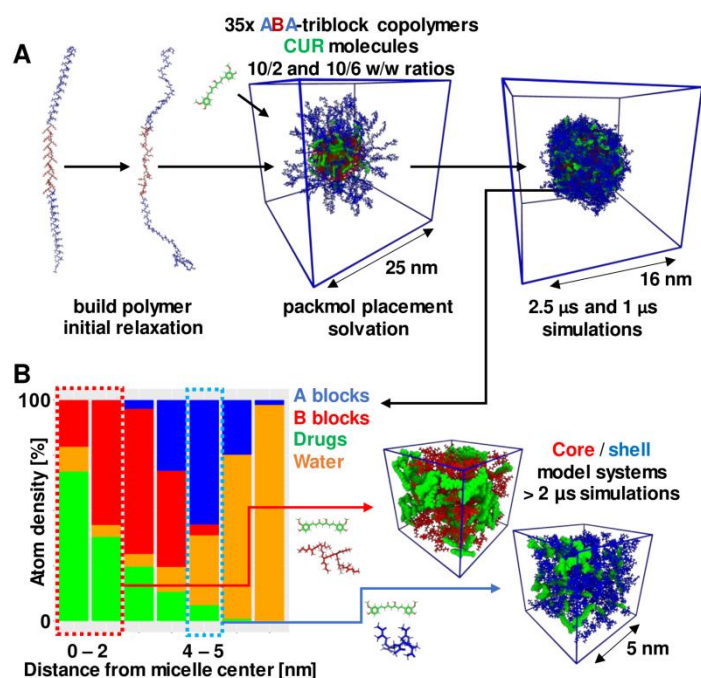 35x ABA-triblock copolymers
CUR molecules
10/2 and 10/6 w/w ratios
A
25 nm
16 nm
build polymer
initial relaxation
packmol placement
solvation
2.5 µs and 1 µs
simulations
B
100
A blocks
B blocks
Drugs
Water
Atom density [%]
0
0 – 2
4 – 5
Distance from micelle center [nm]
Core / shell
model systems
> 2 µs simulations
5 nm